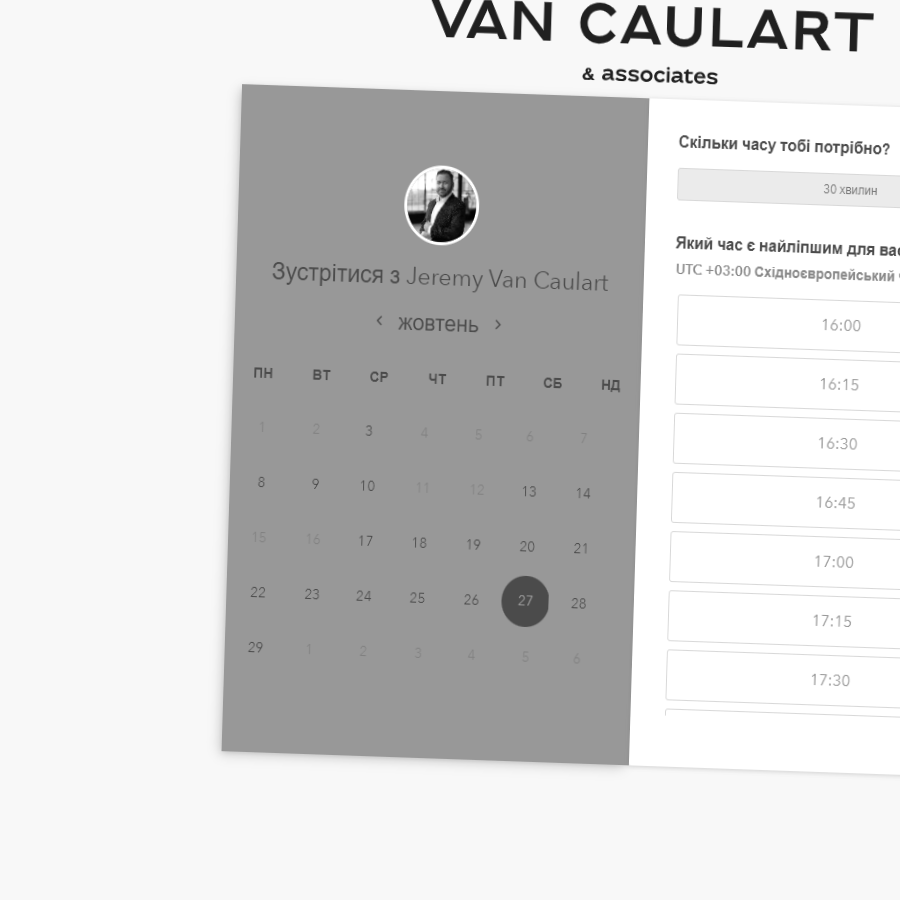 VAN CAULART
& associates
Зустрітися з Jeremy Van Caulart
‹ жовтень ›
ПН ВТ СР ЧТ ПТ СБ НД
1 2 3 4 5 6 7
8 9 10 11 12 13 14
15 16 17 18 19 20 21
22 23 24 25 26 27 28
29 1 2 3 4 5 6
Скільки часу тобі потрібно?
30 хвилин
Який час є найліпшим для вас
UTC +03:00 Східноєвропейський
16:00
16:15
16:30
16:45
17:00
17:15
17:30